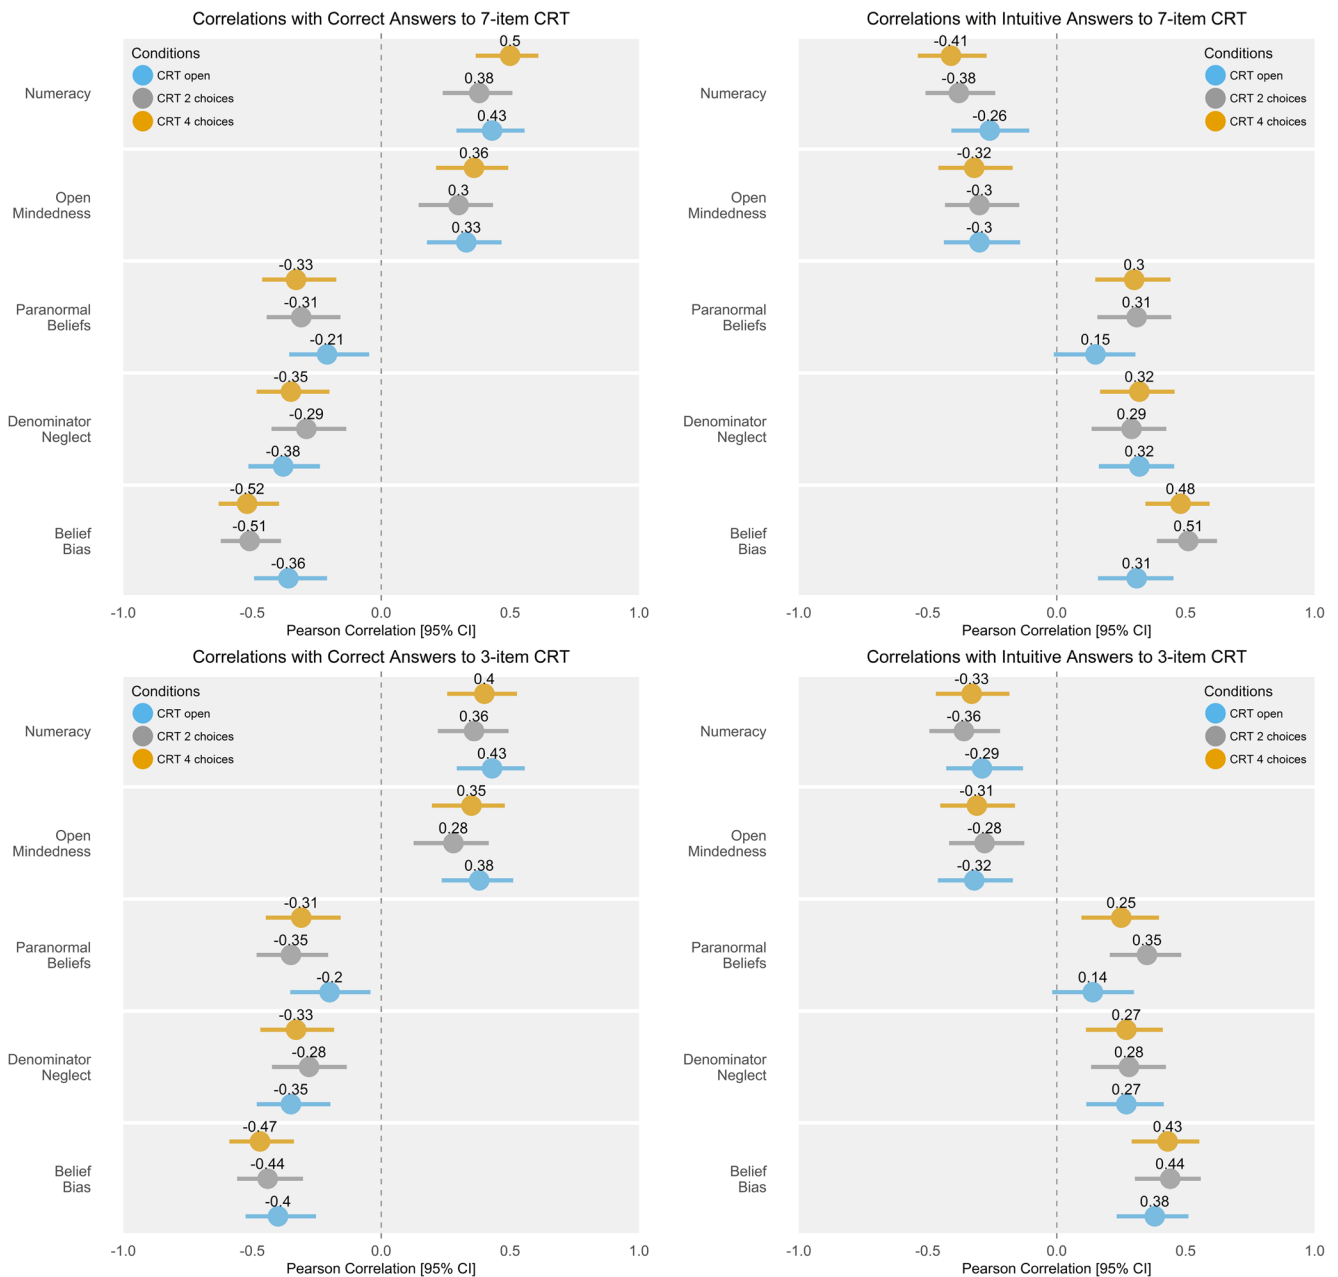 Correlations with Correct Answers to 7-item CRT
Conditions
CRT open
CRT 2 choices
CRT 4 choices
Numeracy
0.5
0.38
0.43
Open
Mindedness
0.36
0.3
0.33
Paranormal
Beliefs
-0.33
-0.31
-0.21
Denominator
Neglect
-0.35
-0.29
-0.38
Belief
Bias
-0.52
-0.51
-0.36
-1.0 -0.5 0.0 0.5 1.0
Pearson Correlation [95% CI]
Correlations with Intuitive Answers to 7-item CRT
Conditions
CRT open
CRT 2 choices
CRT 4 choices
Numeracy
-0.41
-0.38
-0.26
Open
Mindedness
-0.32
-0.3
-0.3
Paranormal
Beliefs
0.3
0.31
0.15
Denominator
Neglect
0.32
0.29
0.32
Belief
Bias
0.48
0.51
0.31
-1.0 -0.5 0.0 0.5 1.0
Pearson Correlation [95% CI]
Correlations with Correct Answers to 3-item CRT
Conditions
CRT open
CRT 2 choices
CRT 4 choices
Numeracy
0.4
0.36
0.43
Open
Mindedness
0.35
0.28
0.38
Paranormal
Beliefs
-0.31
-0.35
-0.2
Denominator
Neglect
-0.33
-0.28
-0.35
Belief
Bias
-0.47
-0.44
-0.4
-1.0 -0.5 0.0 0.5 1.0
Pearson Correlation [95% CI]
Correlations with Intuitive Answers to 3-item CRT
Conditions
CRT open
CRT 2 choices
CRT 4 choices
Numeracy
-0.33
-0.36
-0.29
Open
Mindedness
-0.31
-0.28
-0.32
Paranormal
Beliefs
0.25
0.35
0.14
Denominator
Neglect
0.27
0.28
0.27
Belief
Bias
0.43
0.44
0.38
-1.0 -0.5 0.0 0.5 1.0
Pearson Correlation [95% CI]